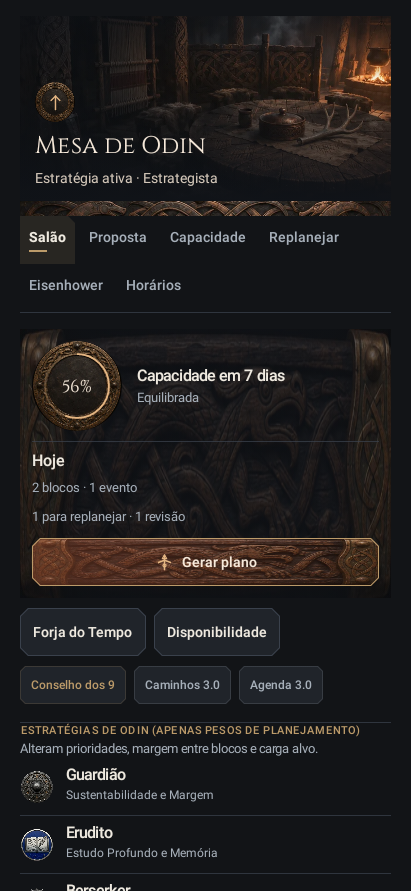 Mesa de Odin
Estratégia ativa · Estrategista
Salão
Proposta
Capacidade
Replanejar
Eisenhower
Horários
56%
Capacidade em 7 dias
Equilibrada
Hoje
2 blocos · 1 evento
1 para replanejar · 1 revisão
Gerar plano
Forja do Tempo
Disponibilidade
Conselho dos 9
Caminhos 3.0
Agenda 3.0
ESTRATÉGIAS DE ODIN (APENAS PESOS DE PLANEJAMENTO)
Alteram prioridades, margem entre blocos e carga alvo.
Guardião
Sustentabilidade e Margem
Erudito
Estudo Profundo e Memória
Berserker